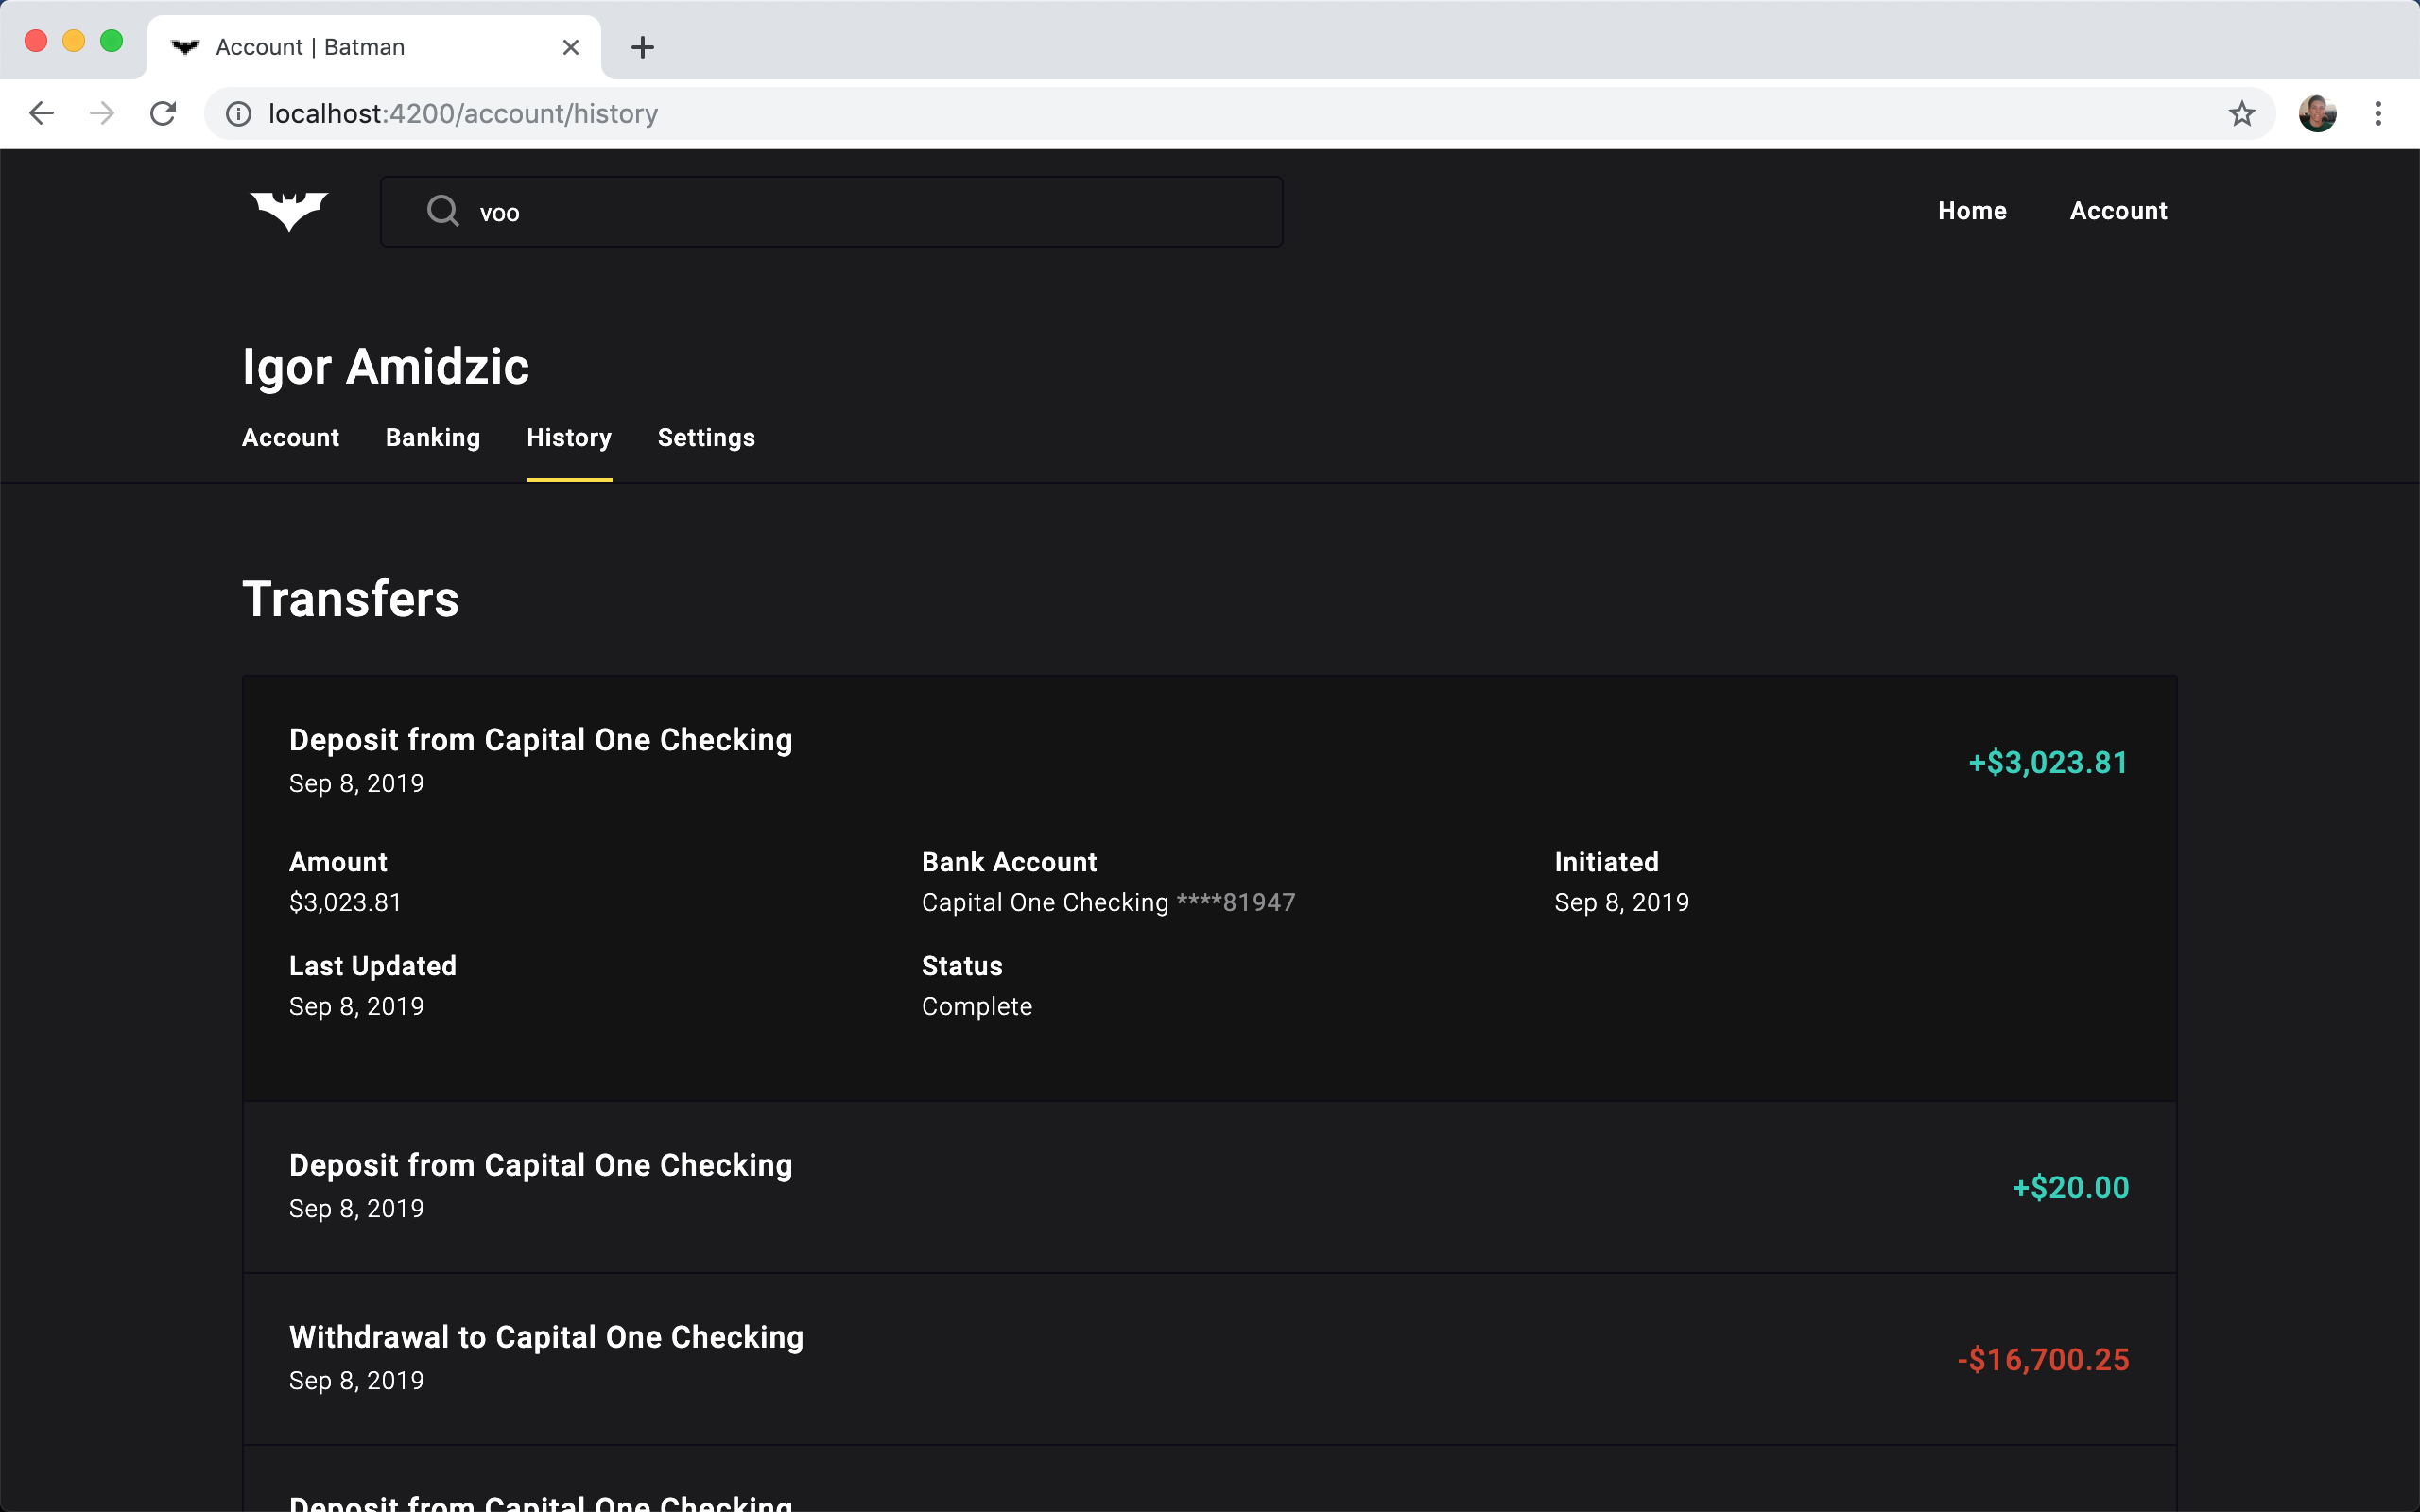 Account | Batman
localhost:4200/account/history
voo
Home Account
Igor Amidzic
Account Banking History Settings
Transfers
Deposit from Capital One Checking
Sep 8, 2019
+$3,023.81
Amount
$3,023.81
Bank Account
Capital One Checking ****81947
Initiated
Sep 8, 2019
Last Updated
Sep 8, 2019
Status
Complete
Deposit from Capital One Checking
Sep 8, 2019
+$20.00
Withdrawal to Capital One Checking
Sep 8, 2019
-$16,700.25
Deposit from Capital One Checking